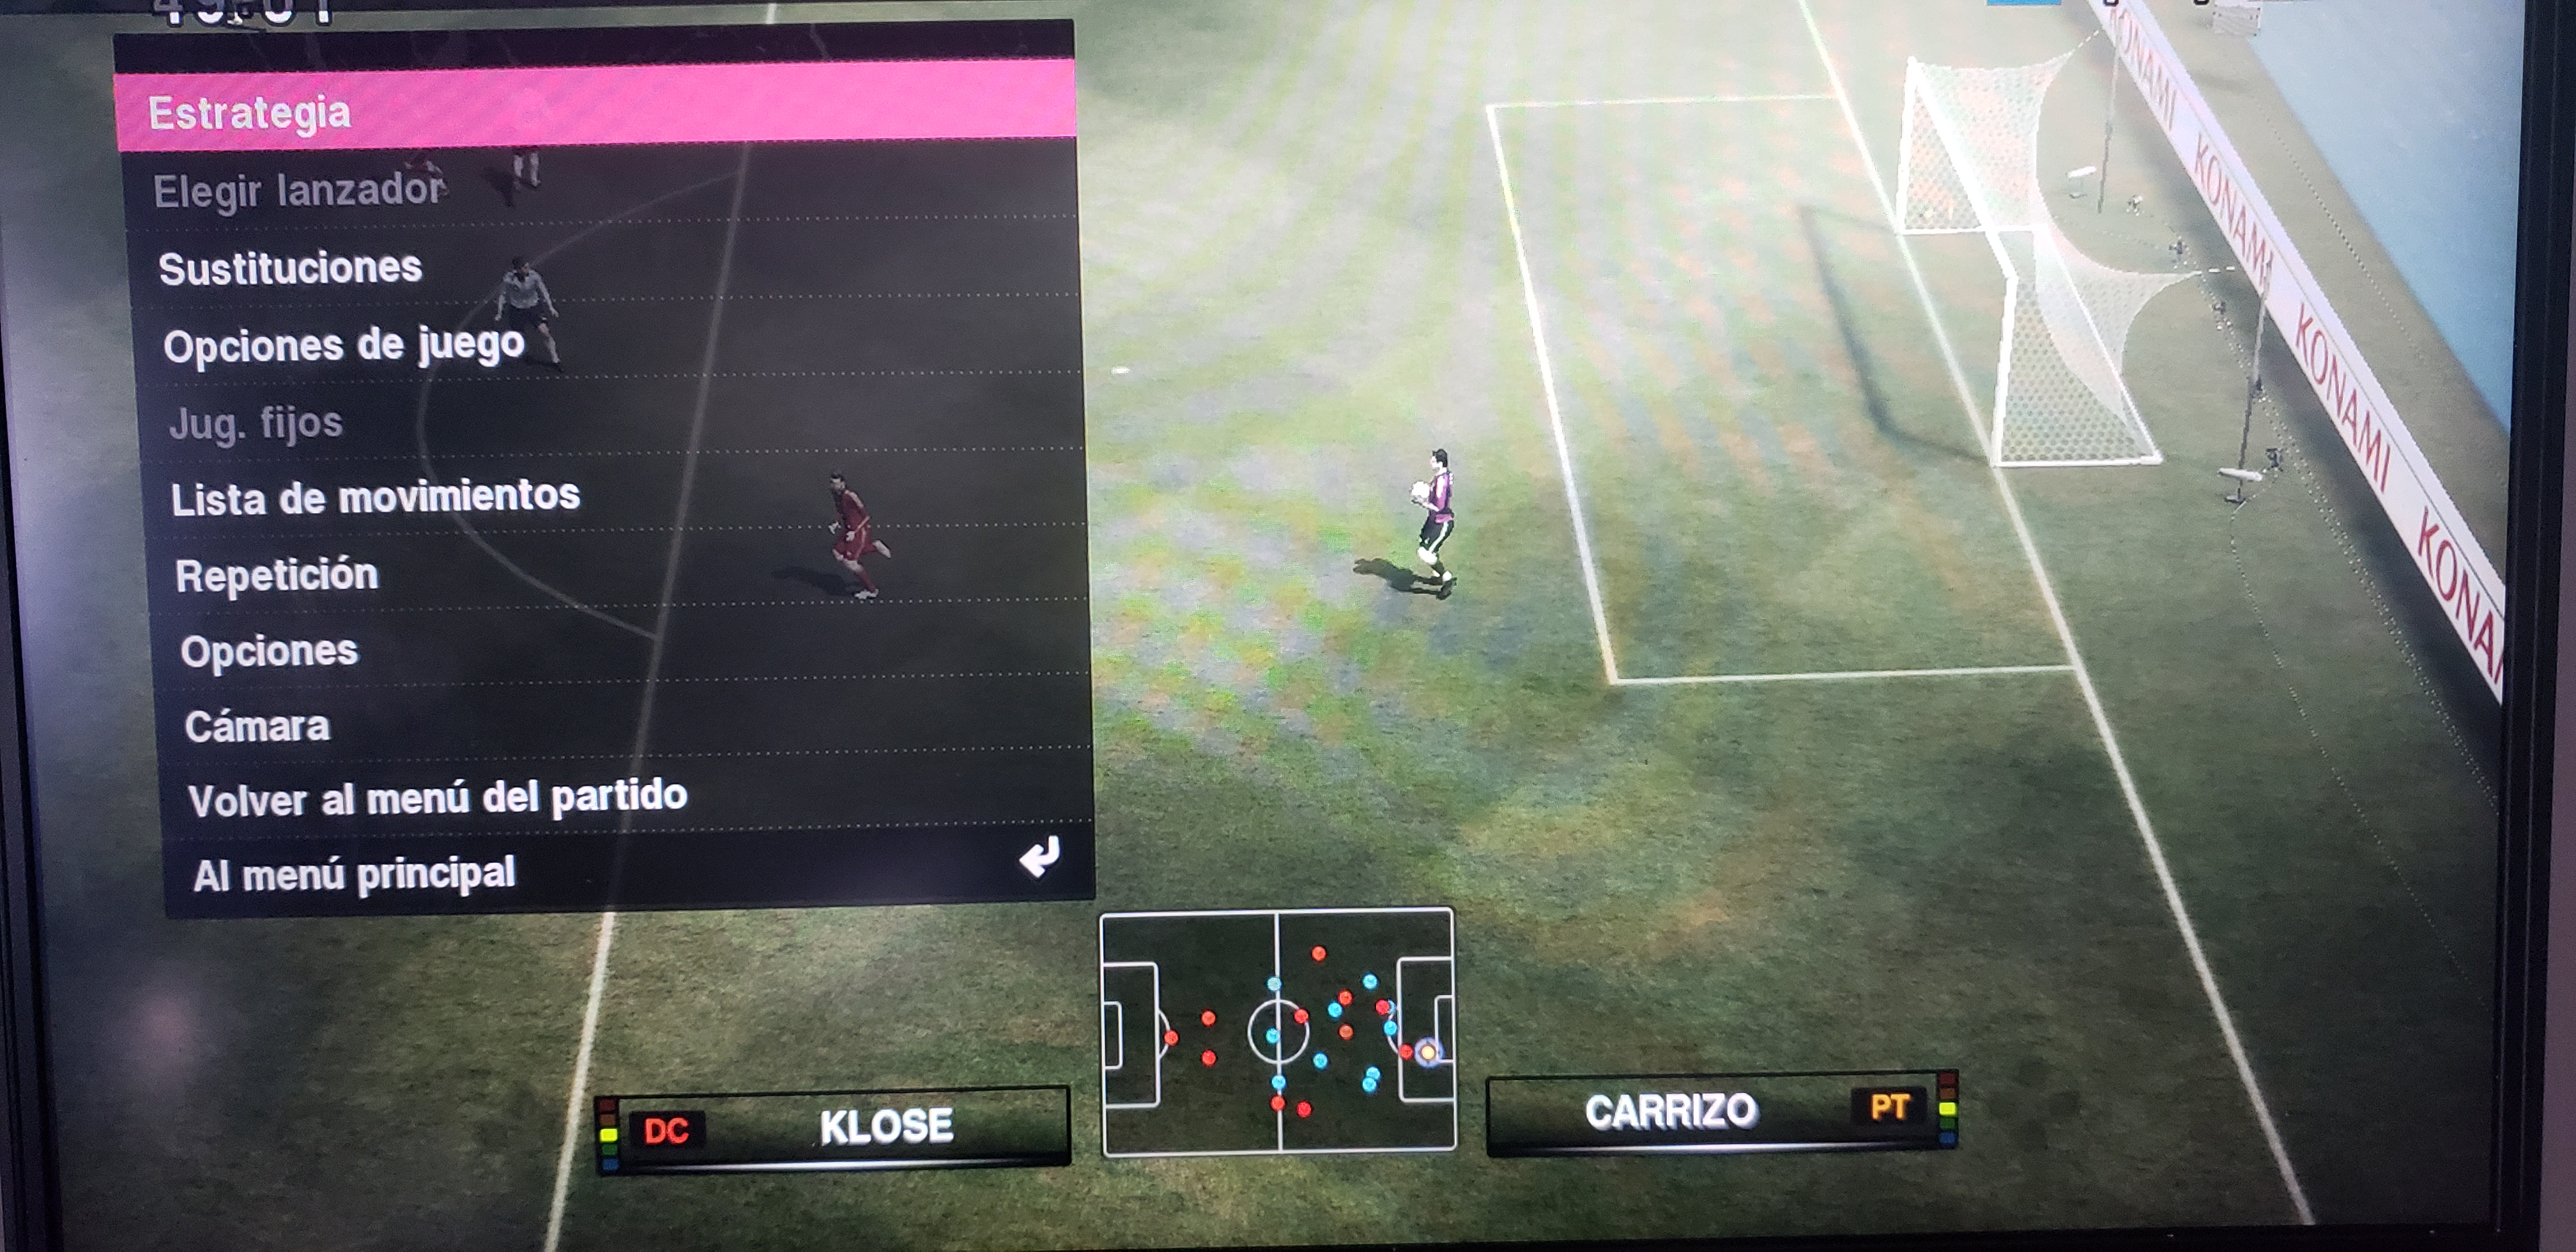 Estrategia
Elegir lanzador
Sustituciones
Opciones de juego
Jug. fijos
Lista de movimientos
Repetición
Opciones
Cámara
Volver al menú del partido
Al menú principal
KONAMI
KONAMI
KONAMI
KONAMI
DC KLOSE
CARRIZO PT